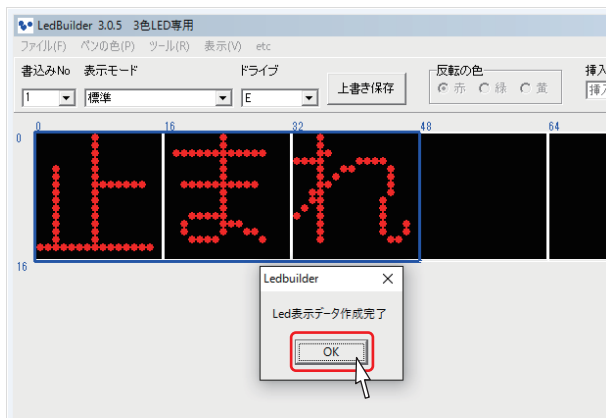 LedBuilder 3.0.5 3色LED専用
ファイル(F) ペンの色(P) ツール(R) 表示(V) etc
書込みNo 表示モード ドライブ 反転の色 挿入
1 標準 E 上書き保存 赤 緑 黄 挿入
0 16 32 48 64
0
止まれ
16
Ledbuilder
Led表示データ作成完了
OK